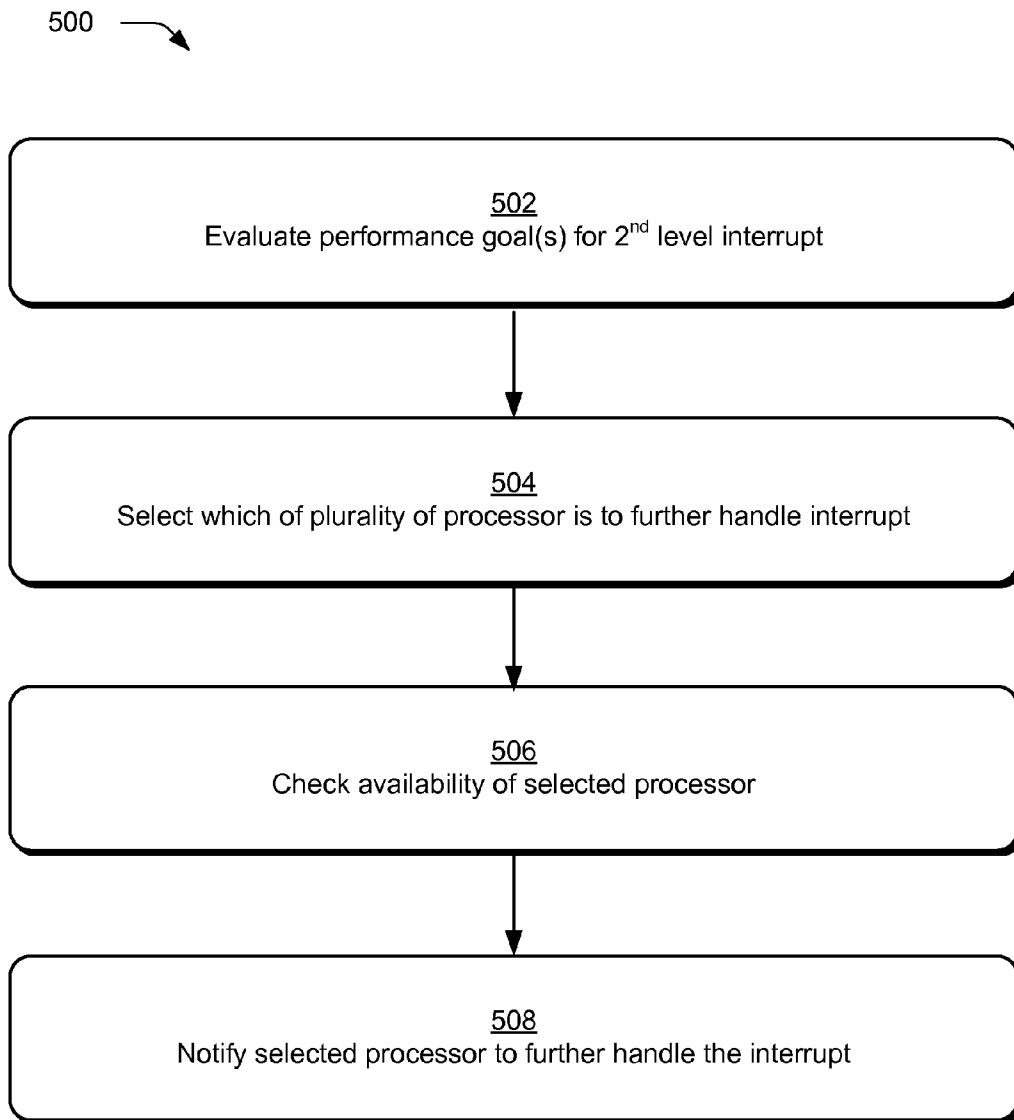 500
502
Evaluate performance goal(s) for 2nd level interrupt
504
Select which of plurality of processor is to further handle interrupt
506
Check availability of selected processor
508
Notify selected processor to further handle the interrupt